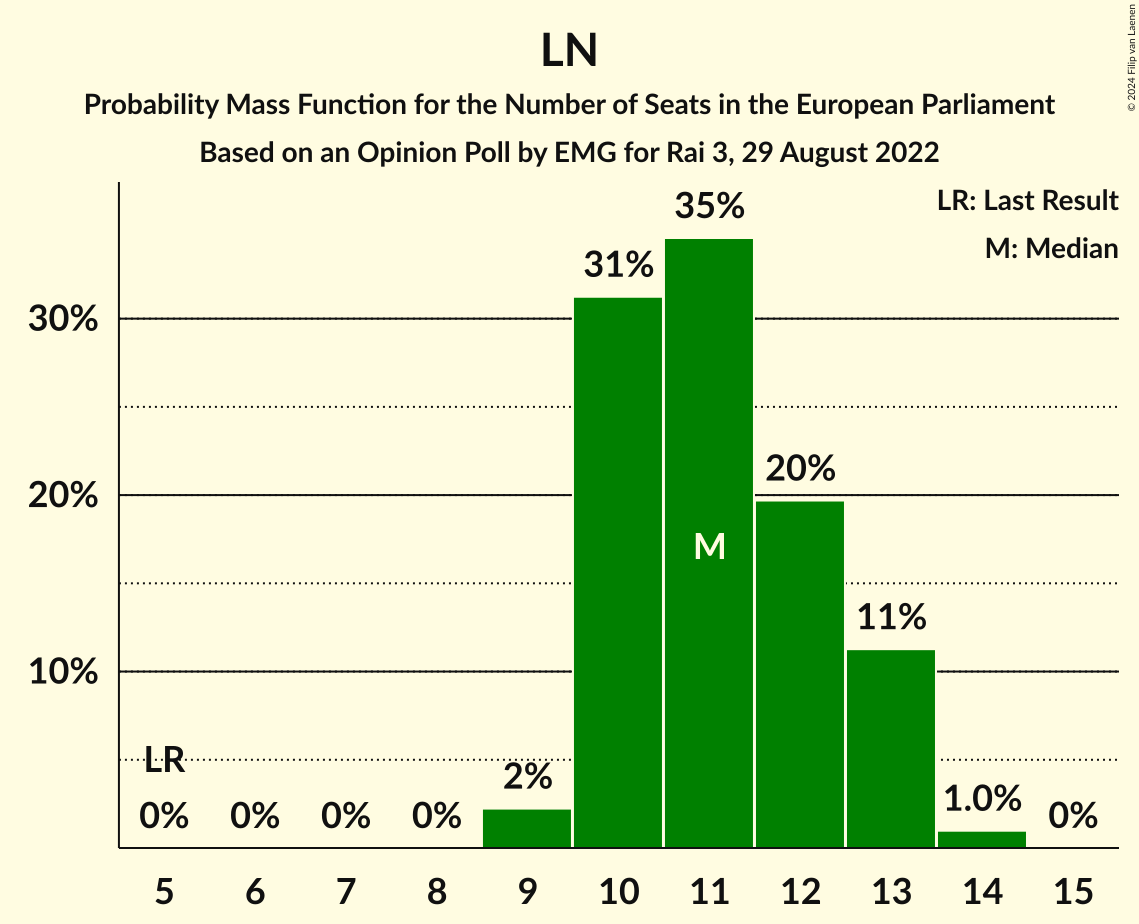 LN
Probability Mass Function for the Number of Seats in the European Parliament
Based on an Opinion Poll by EMG for Rai 3, 29 August 2022
© 2024 Filip van Laenen
LR: Last Result
M: Median
30%
20%
10%
LR
0%
0%
0%
0%
2%
31%
35%
M
20%
11%
1.0%
0%
5 6 7 8 9 10 11 12 13 14 15